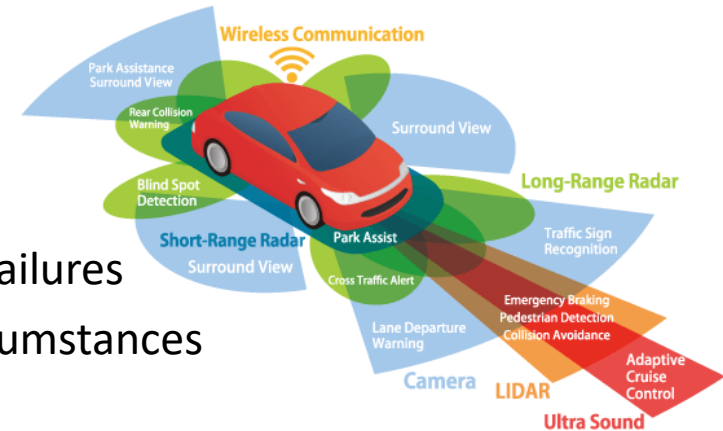 Wireless Communication
Park Assistance
Surround View
Rear Collision
Warning
Surround View
Blind Spot
Detection
Long-Range Radar
Short-Range Radar
Park Assist
Traffic Sign
Recognition
Surround View
Cross Traffic Alert
ailures
Emergency Braking
Pedestrian Detection
Collision Avoidance
umstances
Lane Departure
Warning
Adaptive
Cruise
Control
Camera
LIDAR
Ultra Sound